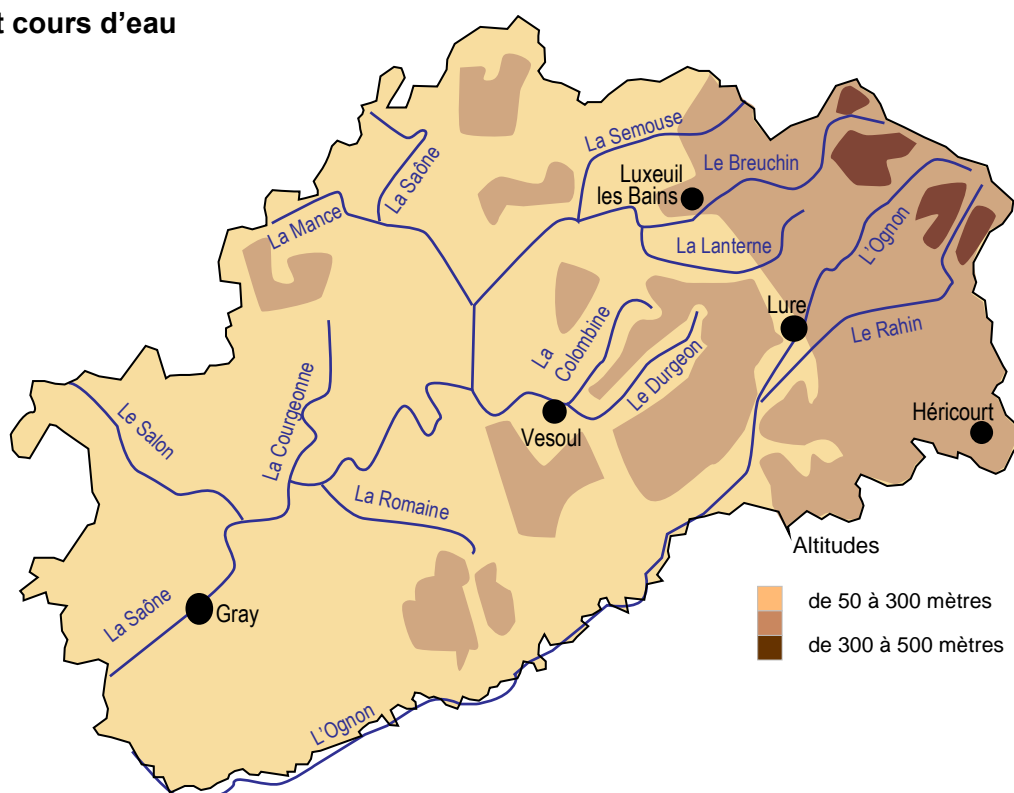 t cours d'eau
La Semouse
La Saône
Le Breuchin
Luxeuil
les Bains
La Mance
La Lanterne
L'Ognon
Lure
La
Colombine
Le Rahin
Le Durgeon
La Courgeonne
Le Salon
Héricourt
Vesoul
La Romaine
Altitudes
La Saône
Gray
de 50 à 300 mètres
de 300 à 500 mètres
L'Ognon